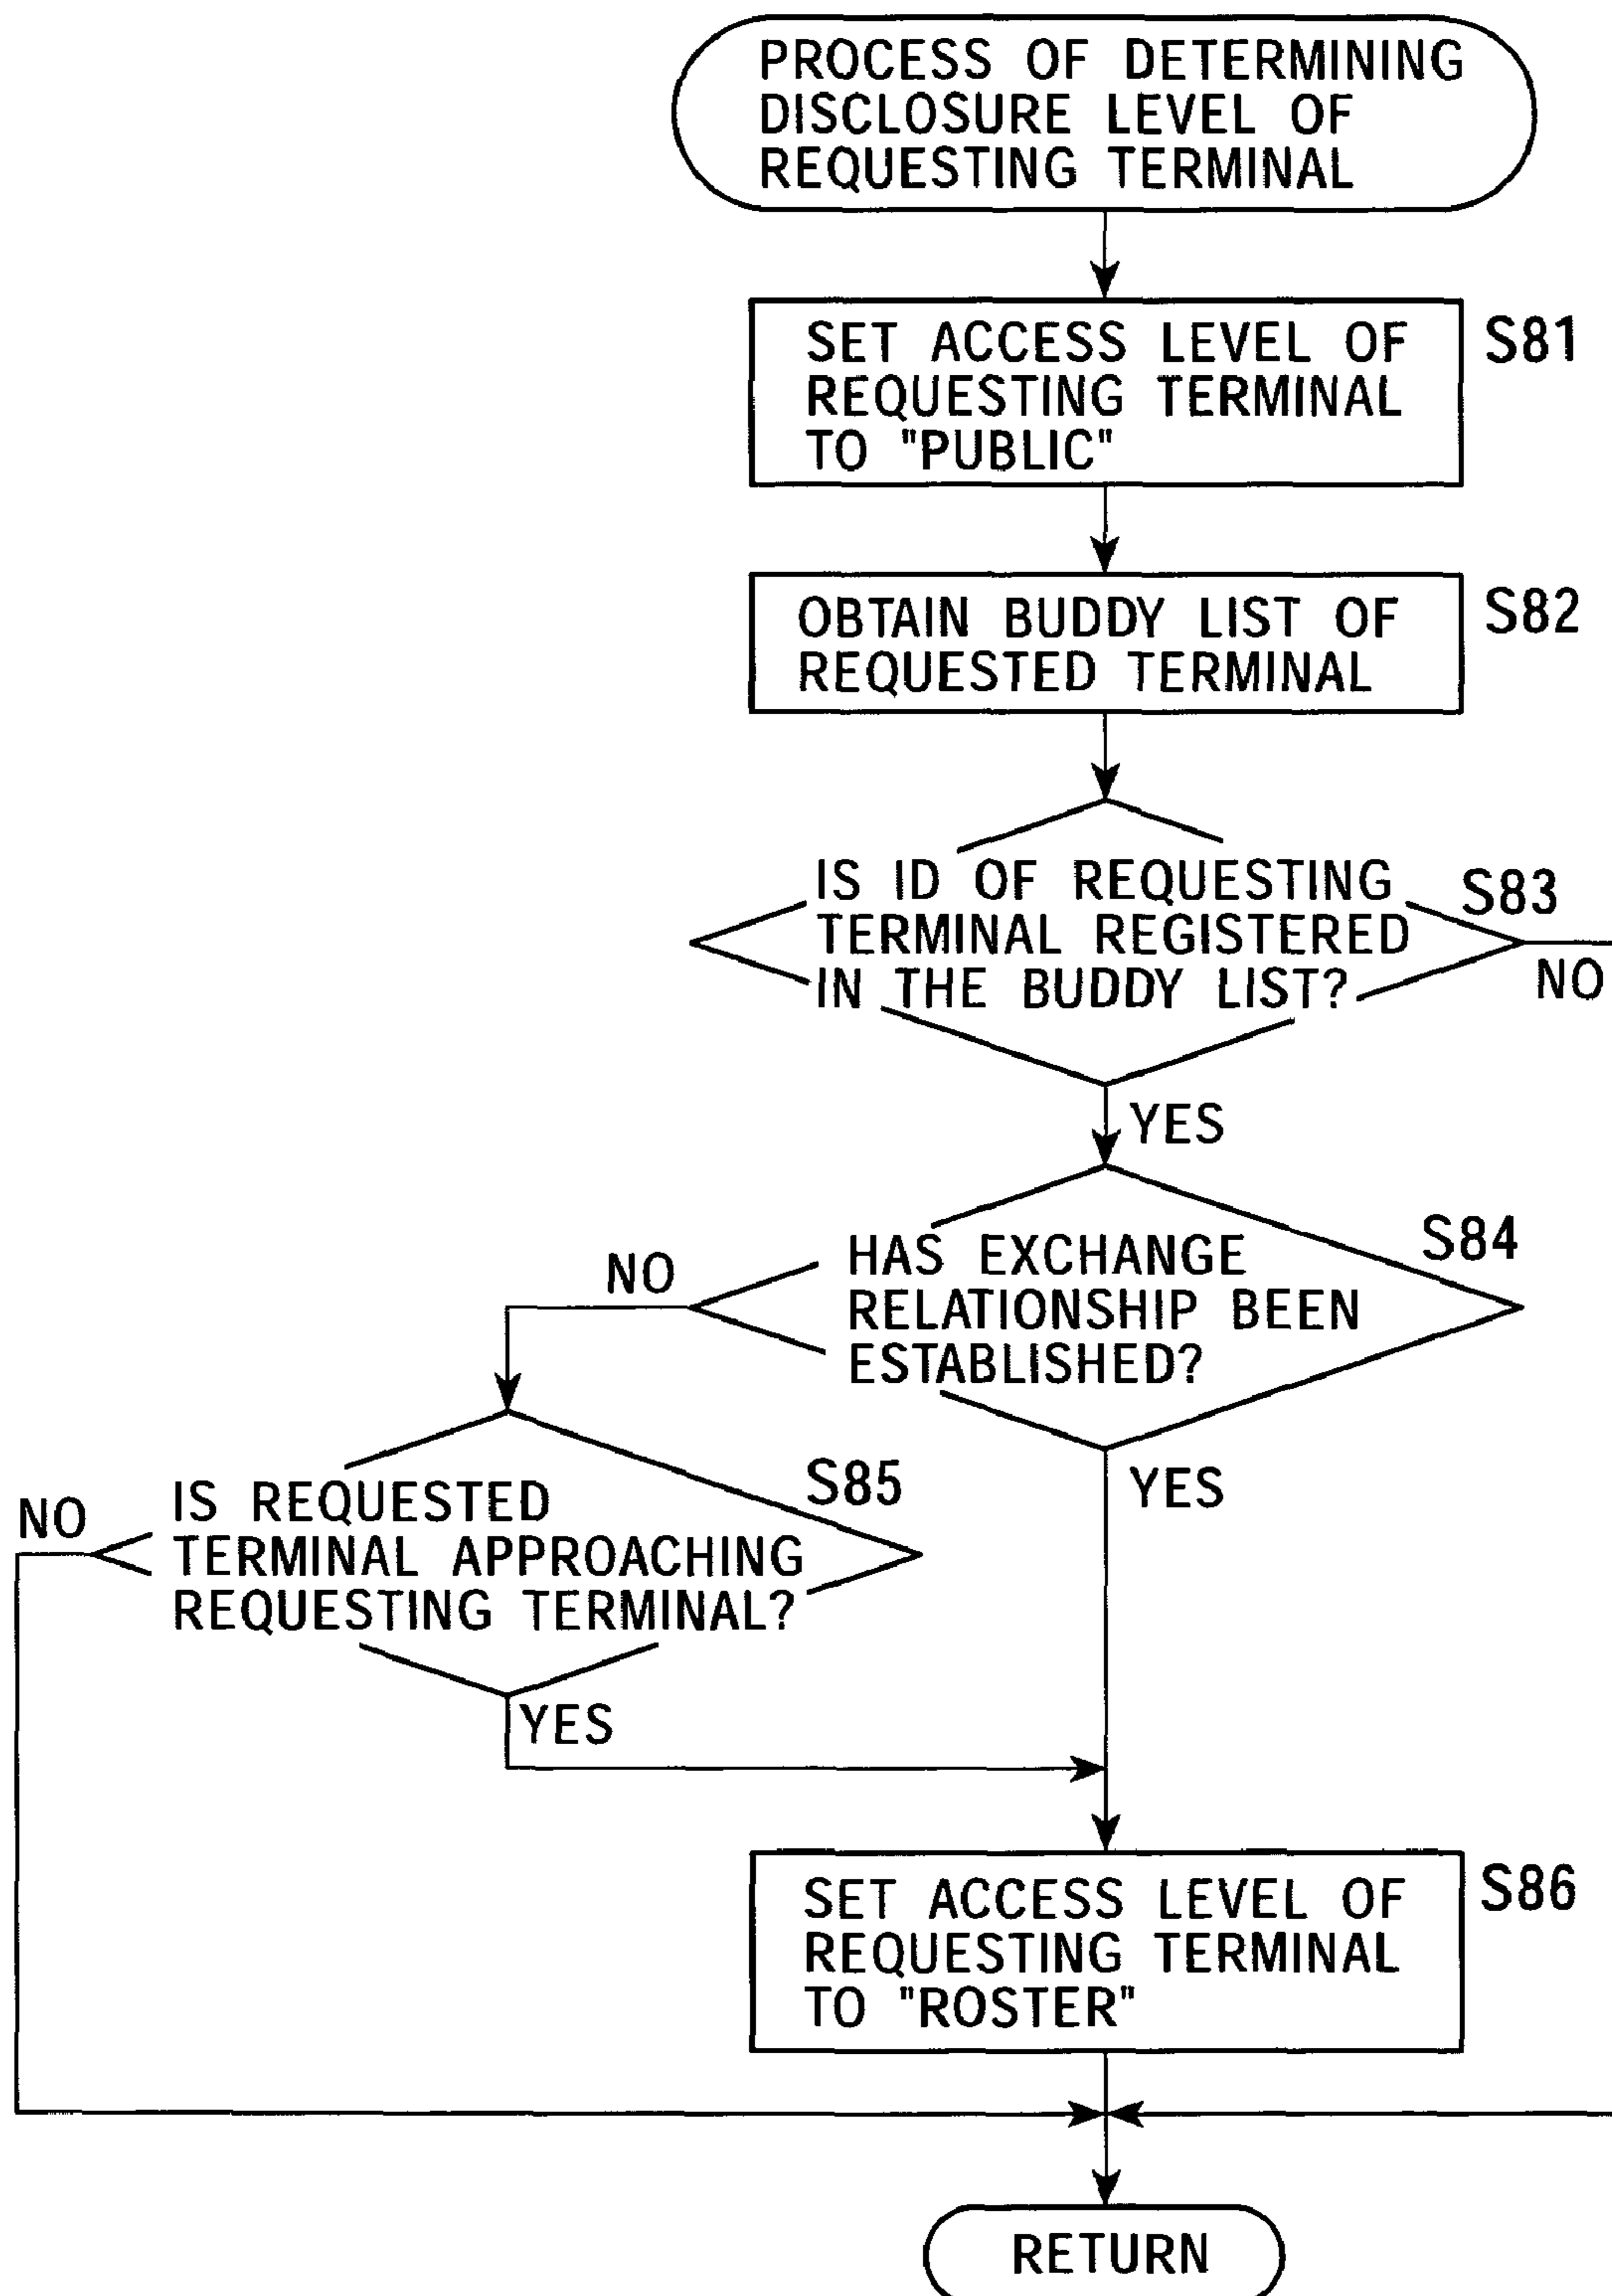 PROCESS OF DETERMINING
DISCLOSURE LEVEL OF
REQUESTING TERMINAL
SET ACCESS LEVEL OF
REQUESTING TERMINAL
TO "PUBLIC"
S81
OBTAIN BUDDY LIST OF
REQUESTED TERMINAL
S82
IS ID OF REQUESTING
TERMINAL REGISTERED
IN THE BUDDY LIST?
S83
NO
YES
HAS EXCHANGE
RELATIONSHIP BEEN
ESTABLISHED?
S84
NO
YES
IS REQUESTED
TERMINAL APPROACHING
REQUESTING TERMINAL?
S85
NO
YES
SET ACCESS LEVEL OF
REQUESTING TERMINAL
TO "ROSTER"
S86
RETURN